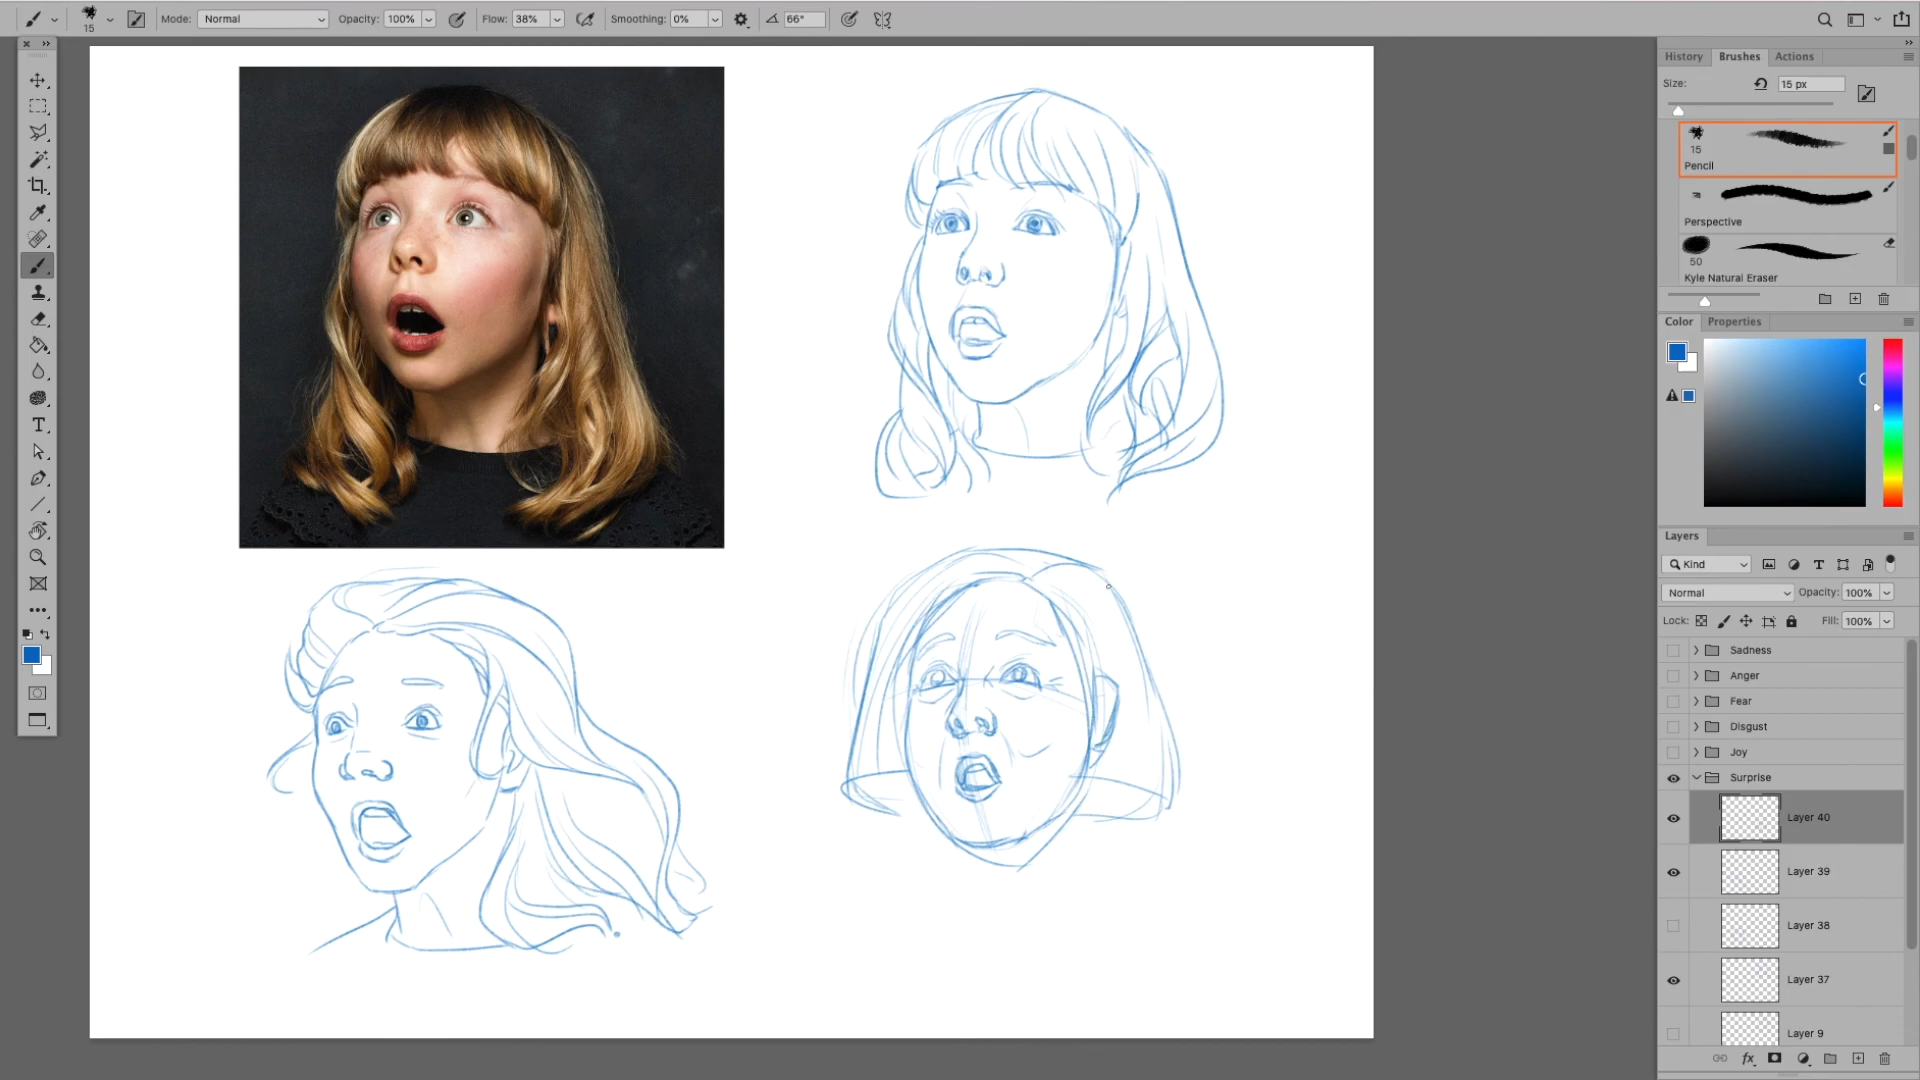 15
Mode: Normal
Opacity: 100%
Flow: 38%
Smoothing: 0%
66°
History
Brushes
Actions
Size:
15 px
15
Pencil
Perspective
50
Kyle Natural Eraser
Color
Properties
Layers
Kind
Normal
Opacity: 100%
Lock:
Fill: 100%
Sadness
Anger
Fear
Disgust
Joy
Surprise
Layer 40
Layer 39
Layer 38
Layer 37
Layer 9
fx